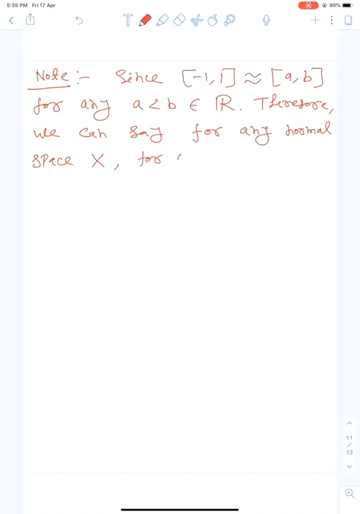 5:35 PM Fri 17 Apr
90%
Note :- Since [-1,1] ≈ [a,b]
for any a<b ∈ ℝ. Therefore,
we can say for any normal
space X, for
11
/
13